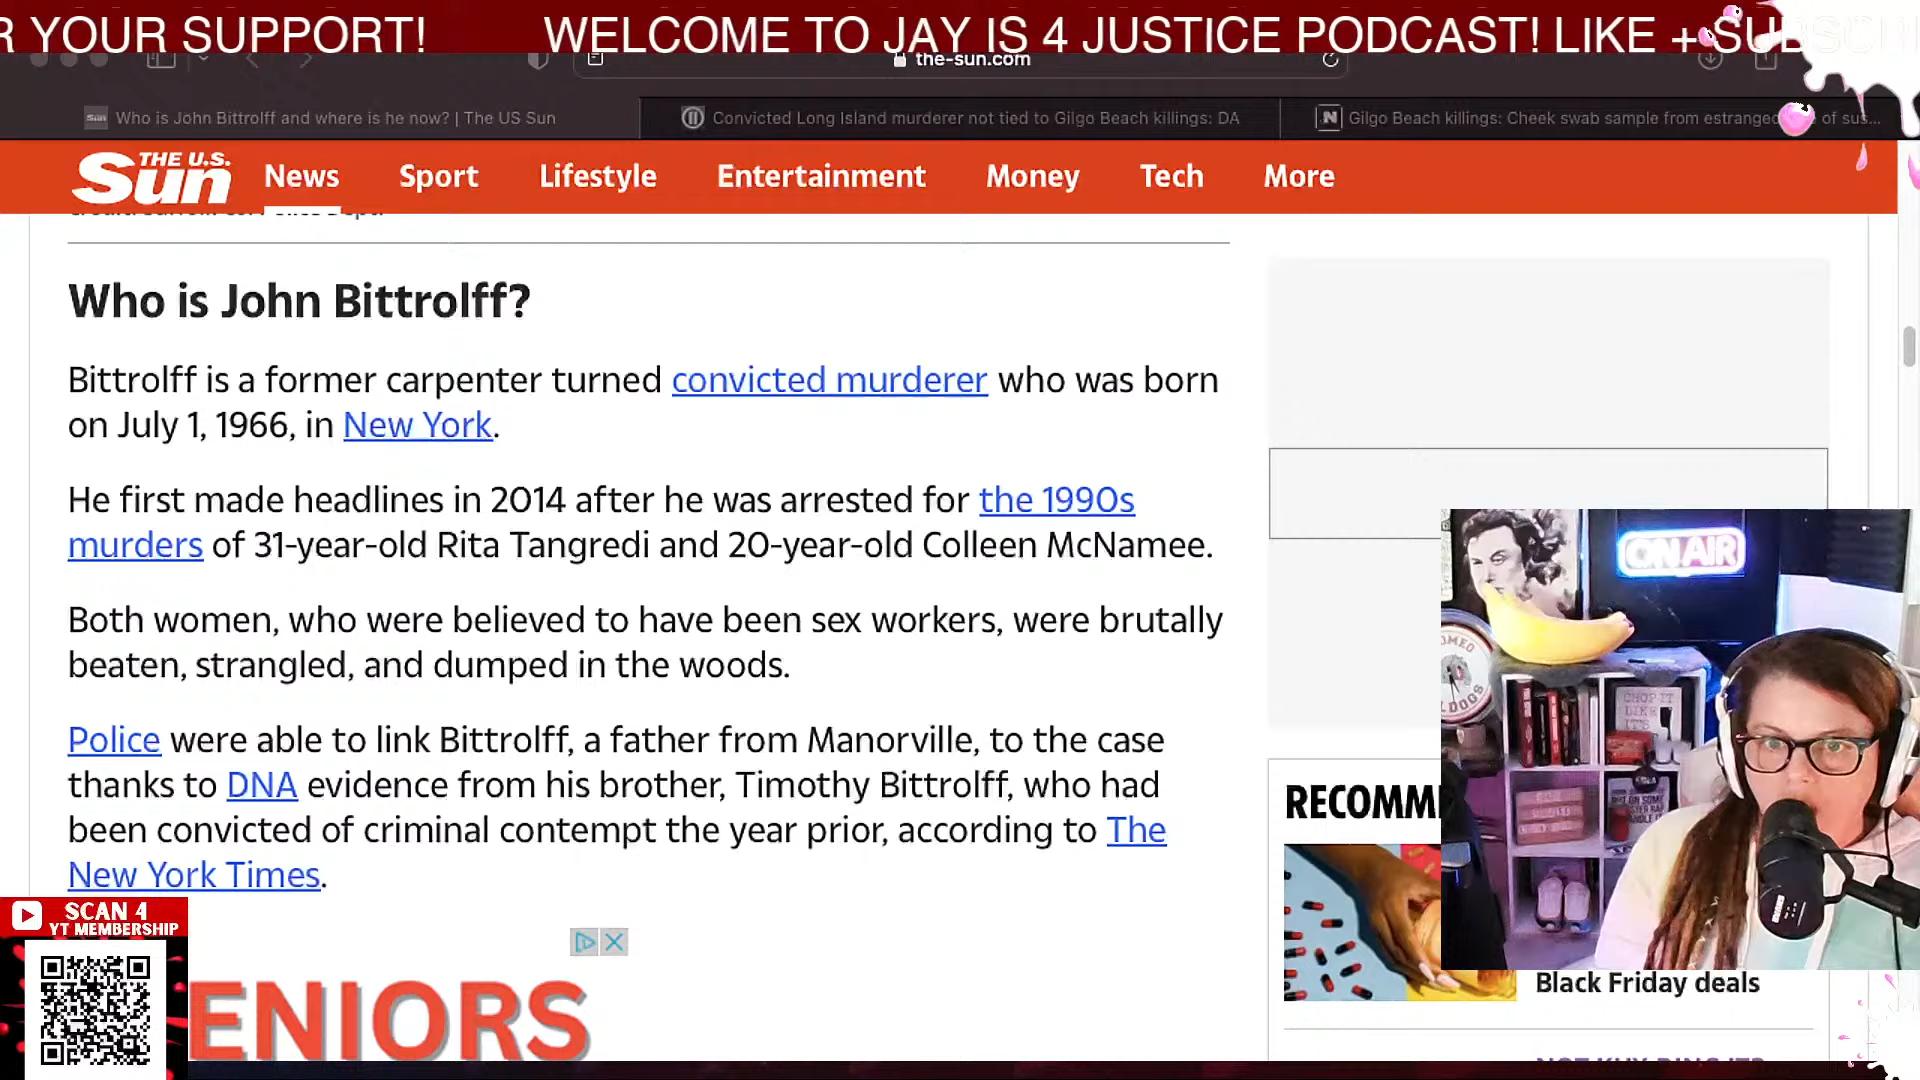 R YOUR SUPPORT! WELCOME TO JAY IS 4 JUSTICE PODCAST! LIKE + SUBSCR
the-sun.com
Who is John Bittrolff and where is he now? | The US Sun
Convicted Long Island murderer not tied to Gilgo Beach killings: DA
Gilgo Beach killings: Cheek swab sample from estranged of sus...
THE U.S. Sun
News Sport Lifestyle Entertainment Money Tech More
Who is John Bittrolff?
Bittrolff is a former carpenter turned convicted murderer who was born
on July 1, 1966, in New York.
He first made headlines in 2014 after he was arrested for the 1990s
murders of 31-year-old Rita Tangredi and 20-year-old Colleen McNamee.
Both women, who were believed to have been sex workers, were brutally
beaten, strangled, and dumped in the woods.
Police were able to link Bittrolff, a father from Manorville, to the case
thanks to DNA evidence from his brother, Timothy Bittrolff, who had
been convicted of criminal contempt the year prior, according to The
New York Times.
SCAN 4
YT MEMBERSHIP
ENIORS
RECOMM
Black Friday deals
ON AIR
CHOP IT
LIKE
IT'S